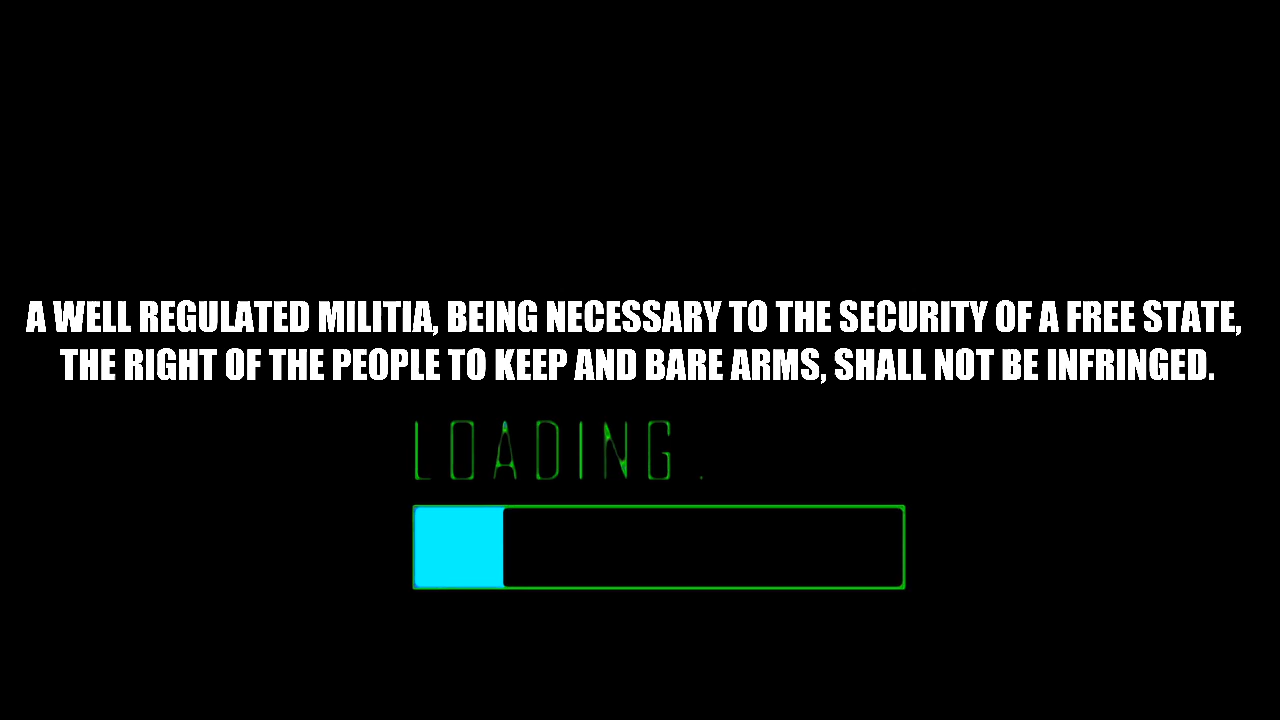 A WELL REGULATED MILITIA, BEING NECESSARY TO THE SECURITY OF A FREE STATE,
THE RIGHT OF THE PEOPLE TO KEEP AND BARE ARMS, SHALL NOT BE INFRINGED.
LOADING .